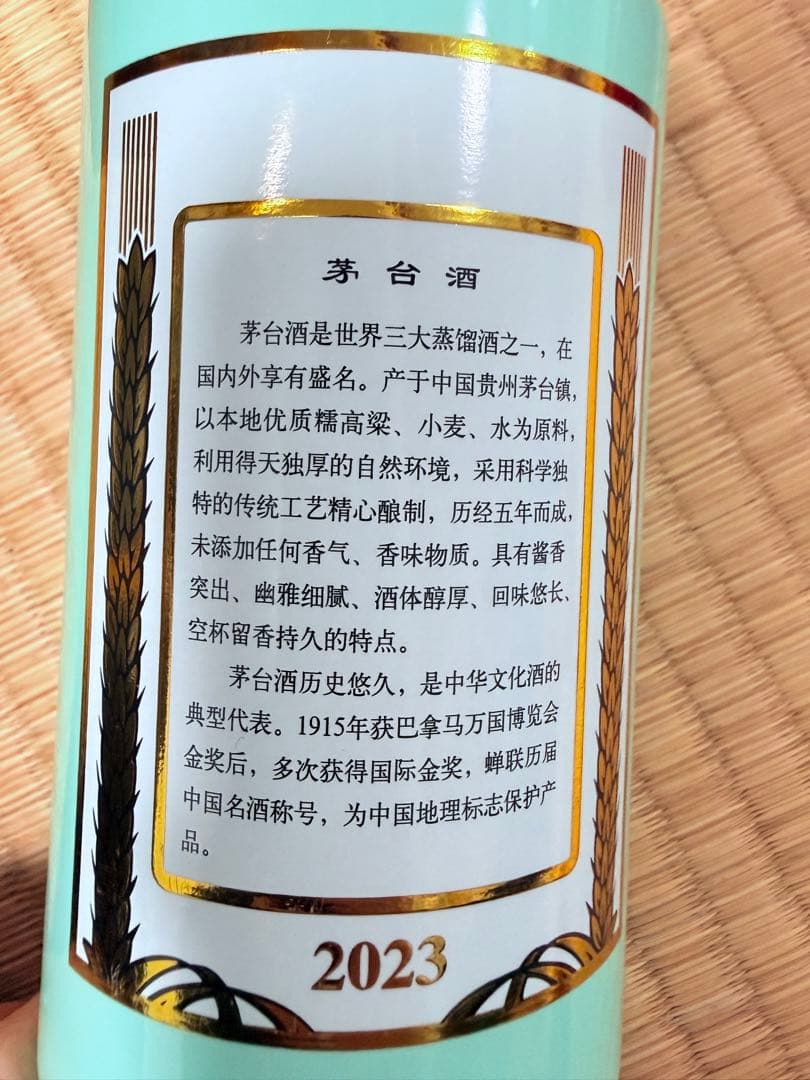 茅台酒
茅台酒是世界三大蒸馏酒之一，在
国内外享有盛名。产于中国贵州茅台镇，
以本地优质糯高粱、小麦、水为原料，
利用得天独厚的自然环境，采用科学独
特的传统工艺精心酿制，历经五年而成，
未添加任何香气、香味物质。具有酱香
突出、幽雅细腻、酒体醇厚、回味悠长、
空杯留香持久的特点。
茅台酒历史悠久，是中华文化酒的
典型代表。1915年获巴拿马万国博览会
金奖后，多次获得国际金奖，蝉联历届
中国名酒称号，为中国地理标志保护产
品。
2023